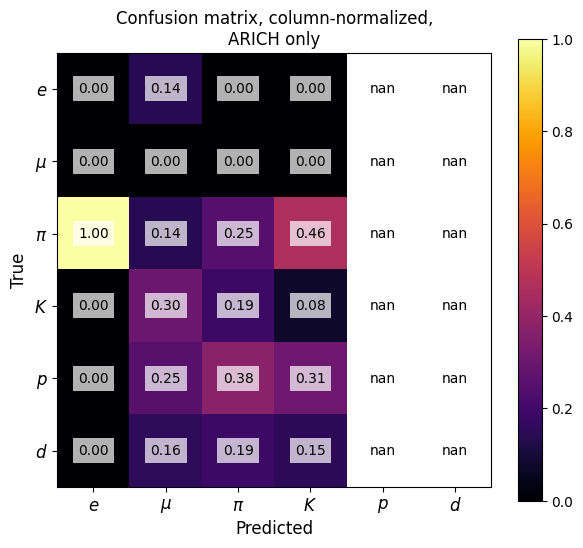 Confusion matrix, column-normalized,
ARICH only
e 0.00 0.14 0.00 0.00 nan nan
μ 0.00 0.00 0.00 0.00 nan nan
π 1.00 0.14 0.25 0.46 nan nan
K 0.00 0.30 0.19 0.08 nan nan
p 0.00 0.25 0.38 0.31 nan nan
d 0.00 0.16 0.19 0.15 nan nan
e μ π K p d
Predicted
True
1.0
0.8
0.6
0.4
0.2
0.0